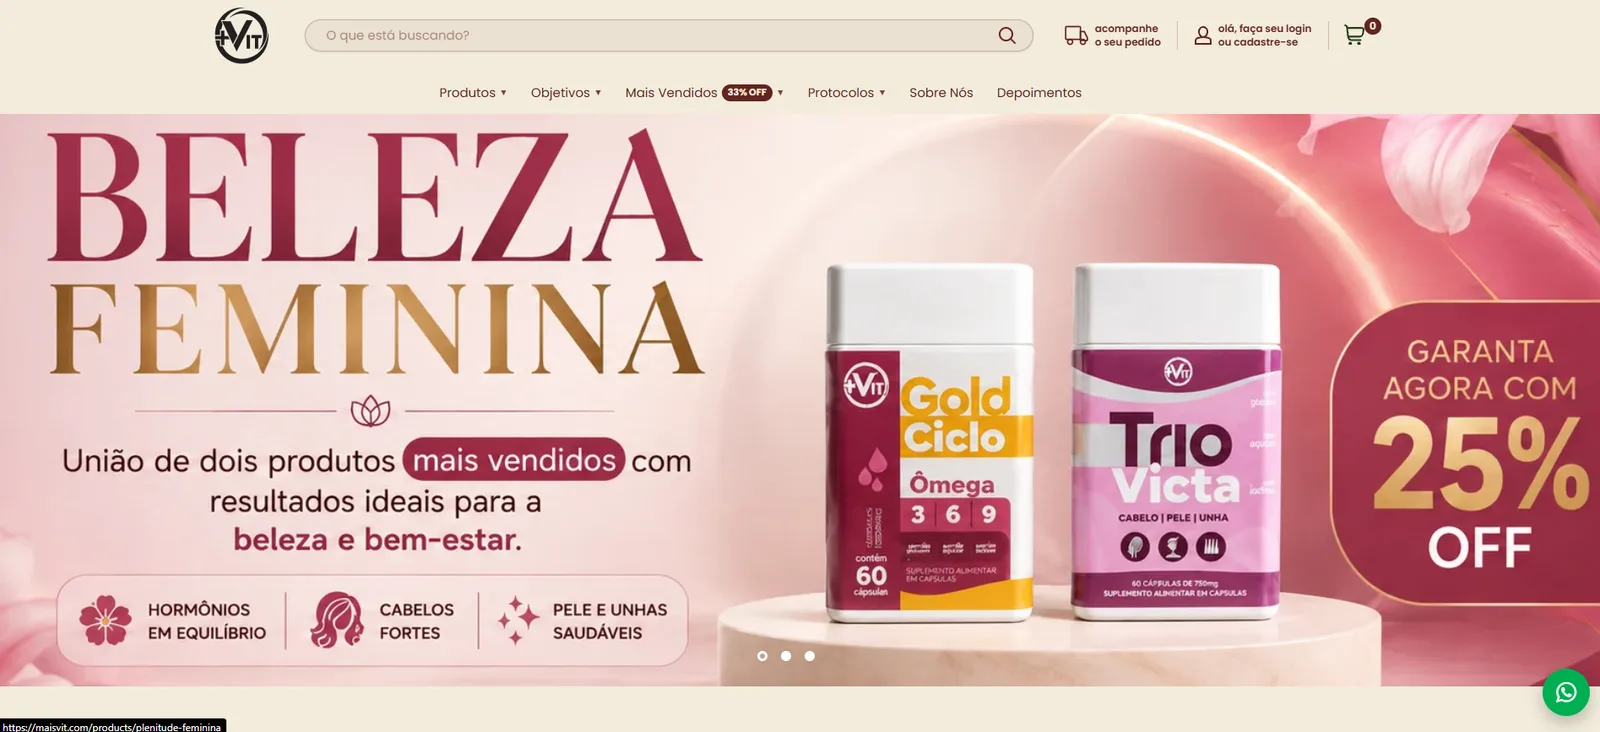 +VIT
O que está buscando?
acompanhe
o seu pedido
olá, faça seu login
ou cadastre-se
0
Produtos ▼
Objetivos ▼
Mais Vendidos 33% OFF ▼
Protocolos ▼
Sobre Nós
Depoimentos
BELEZA
FEMININA
União de dois produtos mais vendidos com
resultados ideais para a
beleza e bem-estar.
HORMÔNIOS
EM EQUILÍBRIO
CABELOS
FORTES
PELE E UNHAS
SAUDÁVEIS
+VIT
Gold
Ciclo
Ômega
3 6 9
contém
60
cápsulas
SUPLEMENTO ALIMENTAR
EM CAPSULAS
+VIT
Trio
Victa
CABELO | PELE | UNHA
60 CÁPSULAS DE 750mg
SUPLEMENTO ALIMENTAR EM CÁPSULAS
GARANTA
AGORA COM
25%
OFF
https://maisvit.com/products/plenitude-feminina